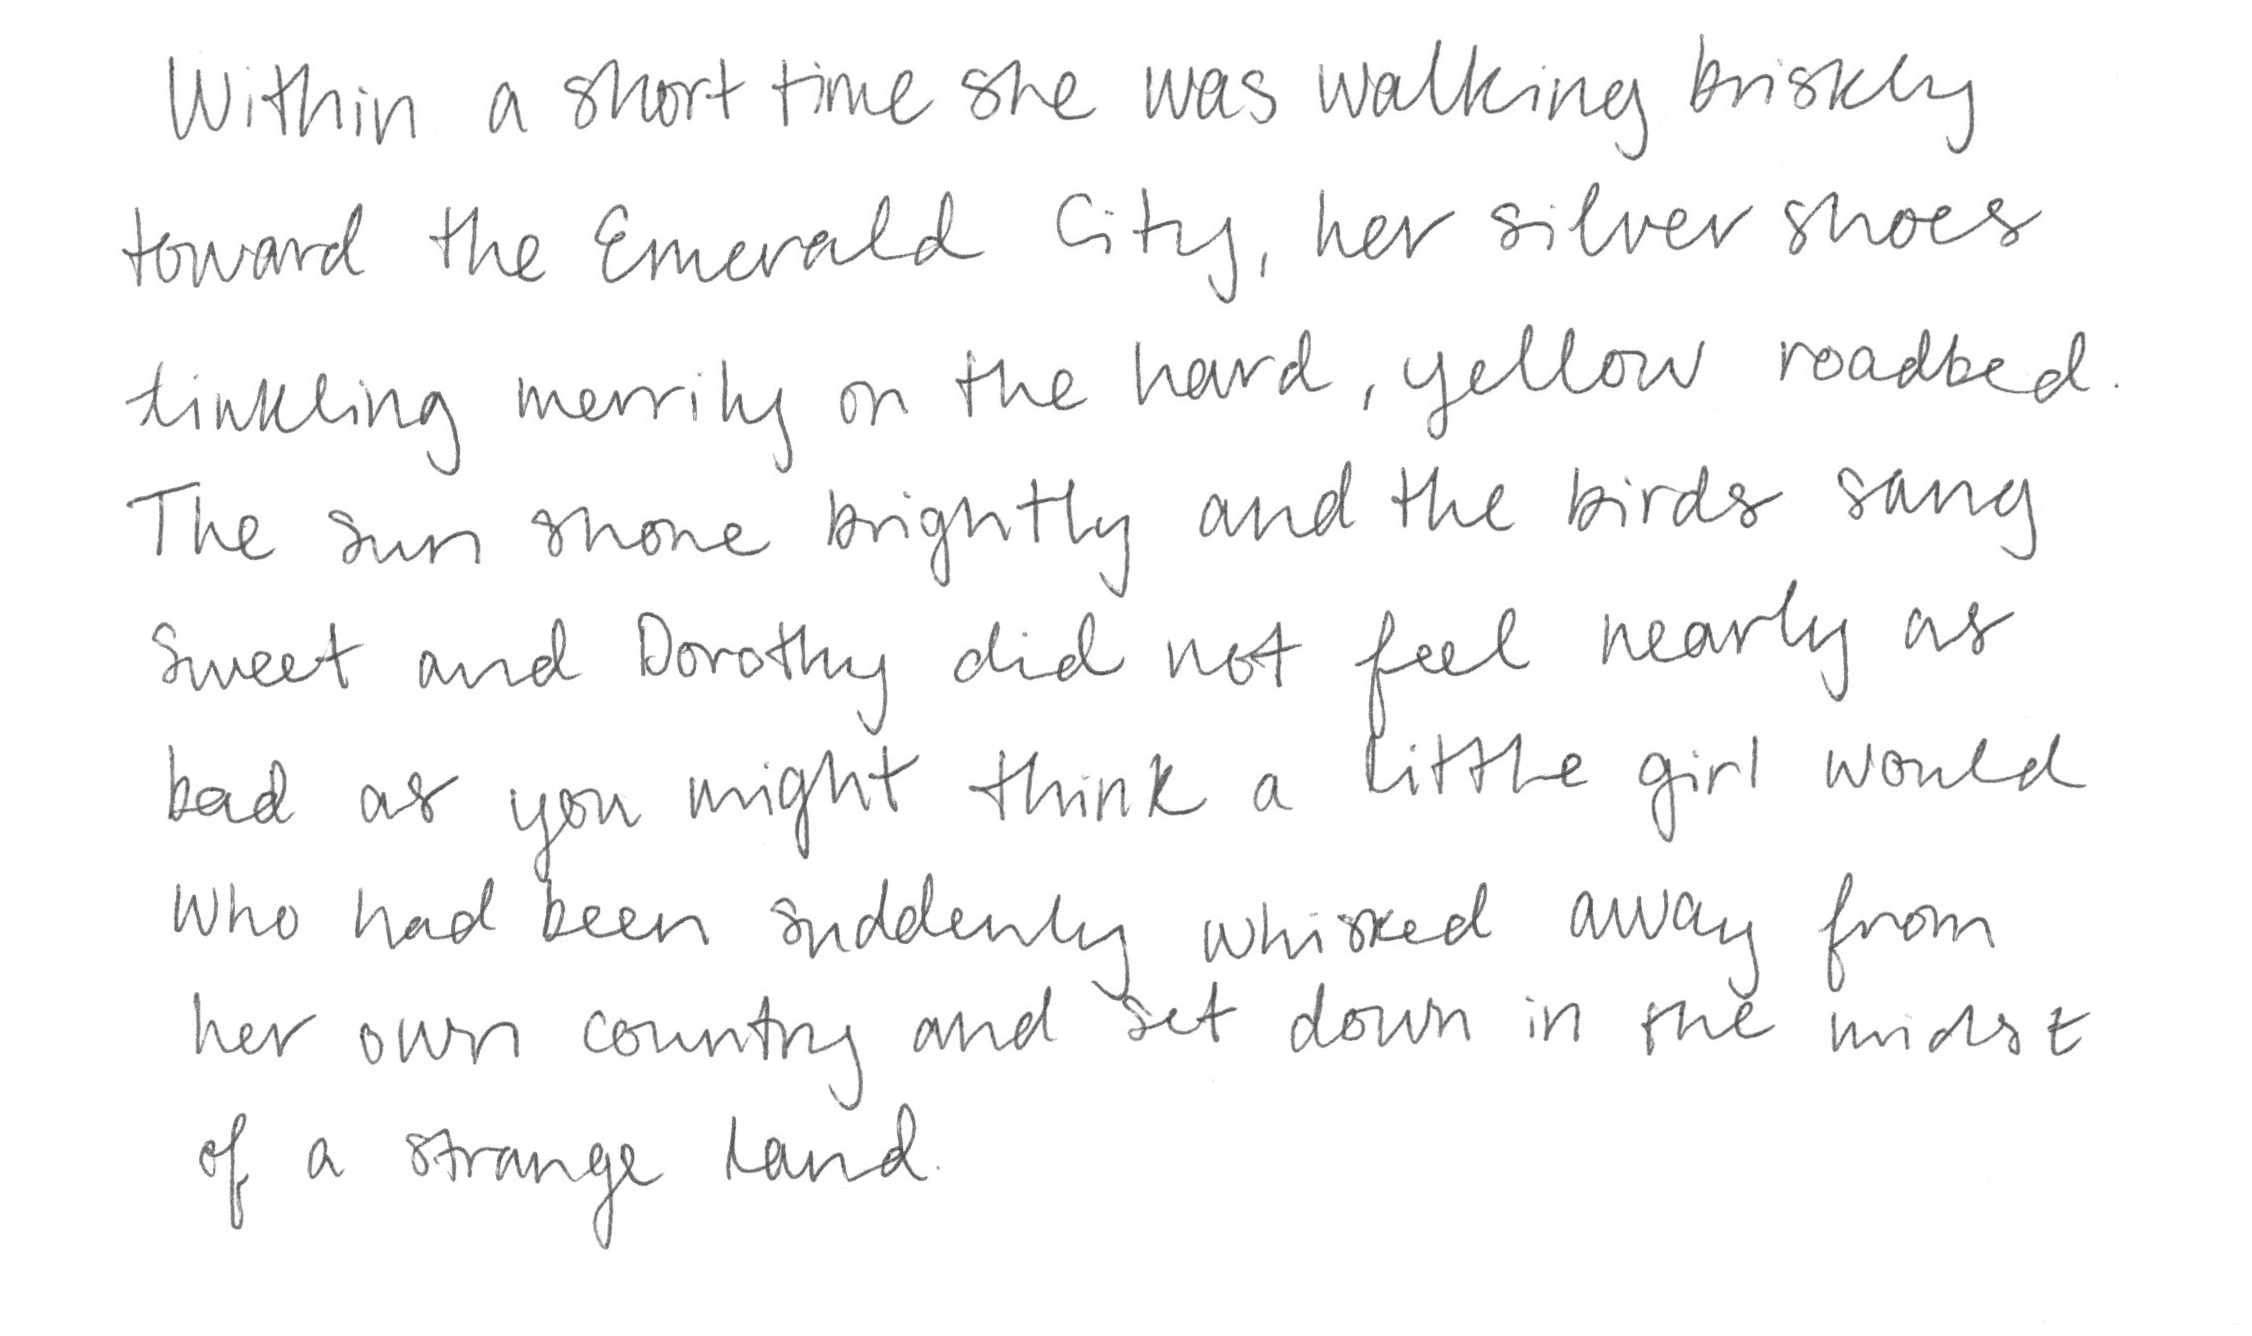 Within a short time she was walking briskly
toward the Emerald City, her silver shoes
tinkling merrily on the hard, yellow roadbed.
The sun shone brightly and the birds sang
sweet and Dorothy did not feel nearly as
bad as you might think a little girl would
who had been suddenly whisked away from
her own country and set down in the midst
of a strange land.